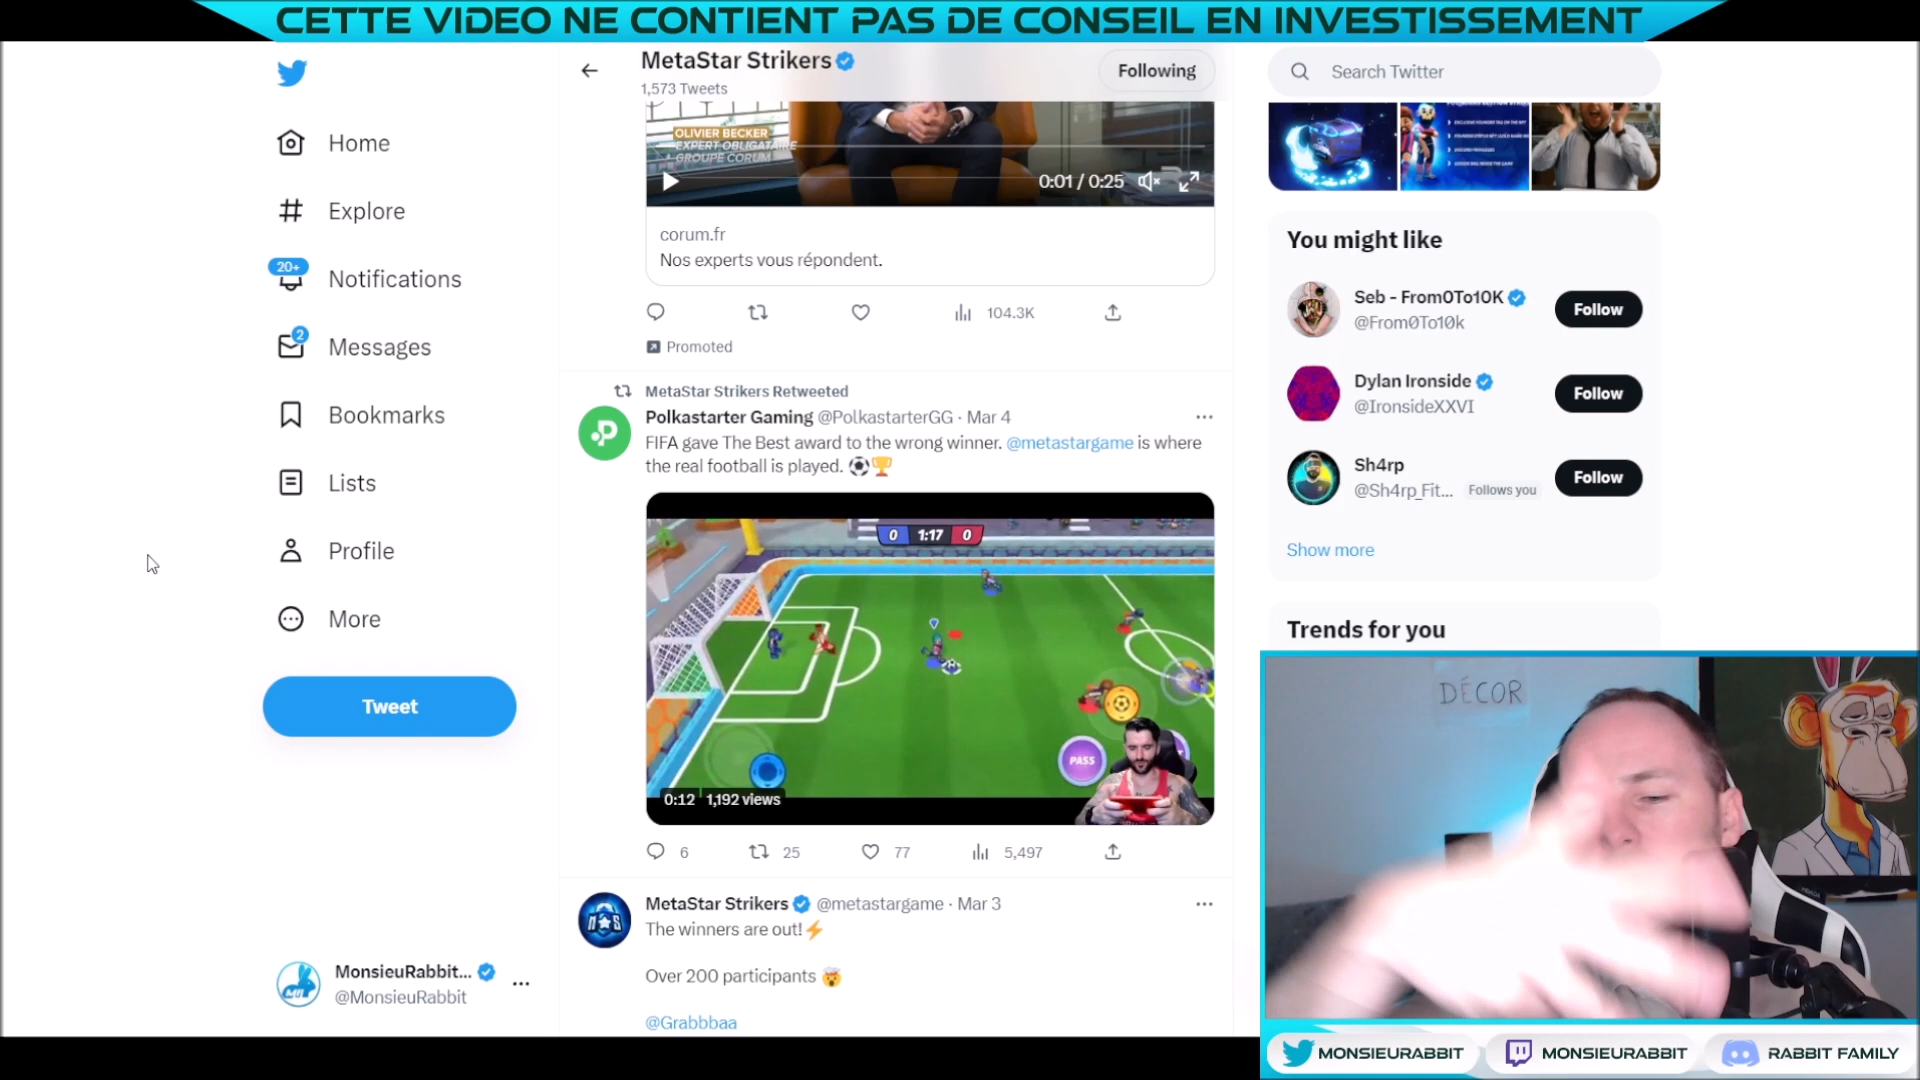 CETTE VIDEO NE CONTIENT PAS DE CONSEIL EN INVESTISSEMENT
MetaStar Strikers
1,573 Tweets
Following
Search Twitter
Home
Explore
20+
Notifications
2
Messages
Bookmarks
Lists
Profile
More
Tweet
MonsieuRabbit...
@MonsieuRabbit
OLIVIER BECKER
EXPERT OBLIGATAIRE
GROUPE CORUM
0:01 / 0:25
corum.fr
Nos experts vous répondent.
104.3K
Promoted
MetaStar Strikers Retweeted
Polkastarter Gaming @PolkastarterGG · Mar 4
FIFA gave The Best award to the wrong winner. @metastargame is where
the real football is played. ⚽🏆
0 1:17 0
PASS
0:12 1,192 views
6 25 77 5,497
MetaStar Strikers @metastargame · Mar 3
The winners are out!⚡
Over 200 participants 🤯
@Grabbbaa
You might like
Seb - From0To10K
@From0To10k
Follow
Dylan Ironside
@IronsideXXVI
Follow
Sh4rp
@Sh4rp_Fit... Follows you
Follow
Show more
Trends for you
DÉCOR
MONSIEURABBIT
MONSIEURABBIT
RABBIT FAMILY